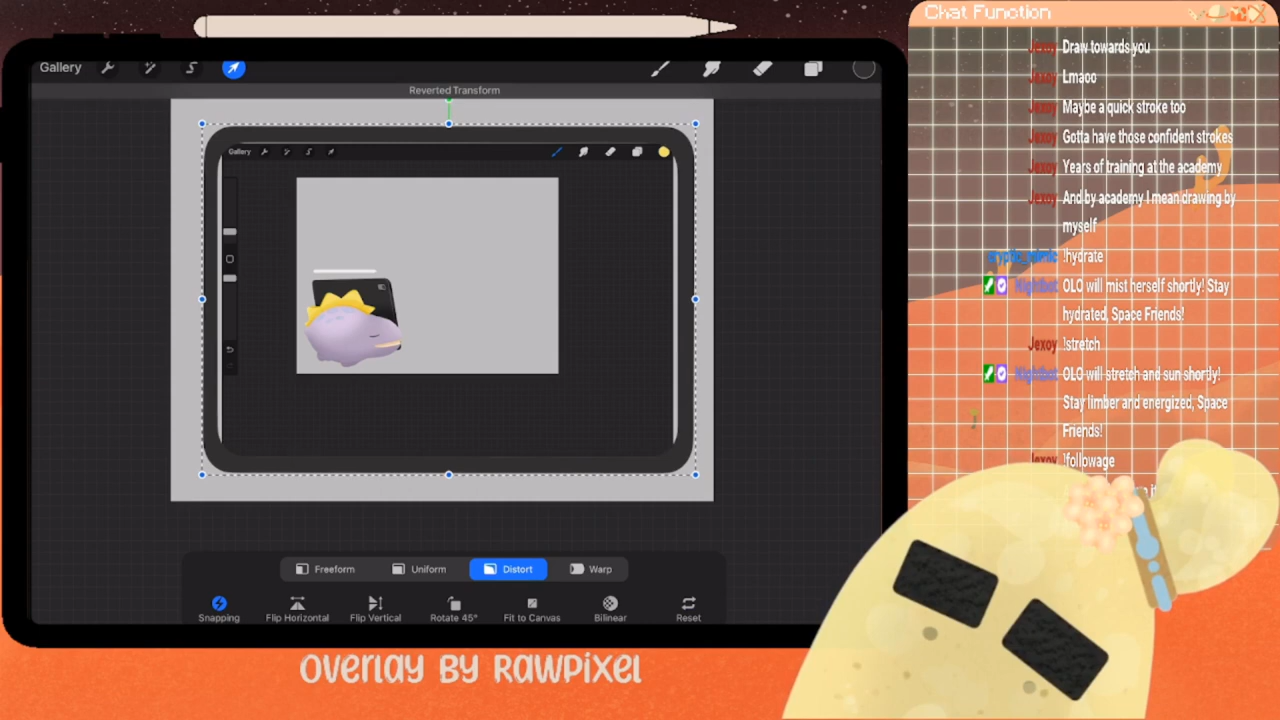 Chat Function
Gallery
Reverted Transform
Gallery
Jexoy Draw towards you
Jexoy Lmaoo
Jexoy Maybe a quick stroke too
Jexoy Gotta have those confident strokes
Jexoy Years of training at the academy
Jexoy And by academy I mean drawing by
myself
!hydrate
Nightbot OLO will mist herself shortly! Stay
hydrated, Space Friends!
Jexoy !stretch
Nightbot OLO will stretch and sun shortly!
Stay limber and energized, Space
Friends!
Jexoy !followage
Freeform Uniform Distort Warp
Snapping Flip Horizontal Flip Vertical Rotate 45° Fit to Canvas Bilinear Reset
Overlay by Rawpixel